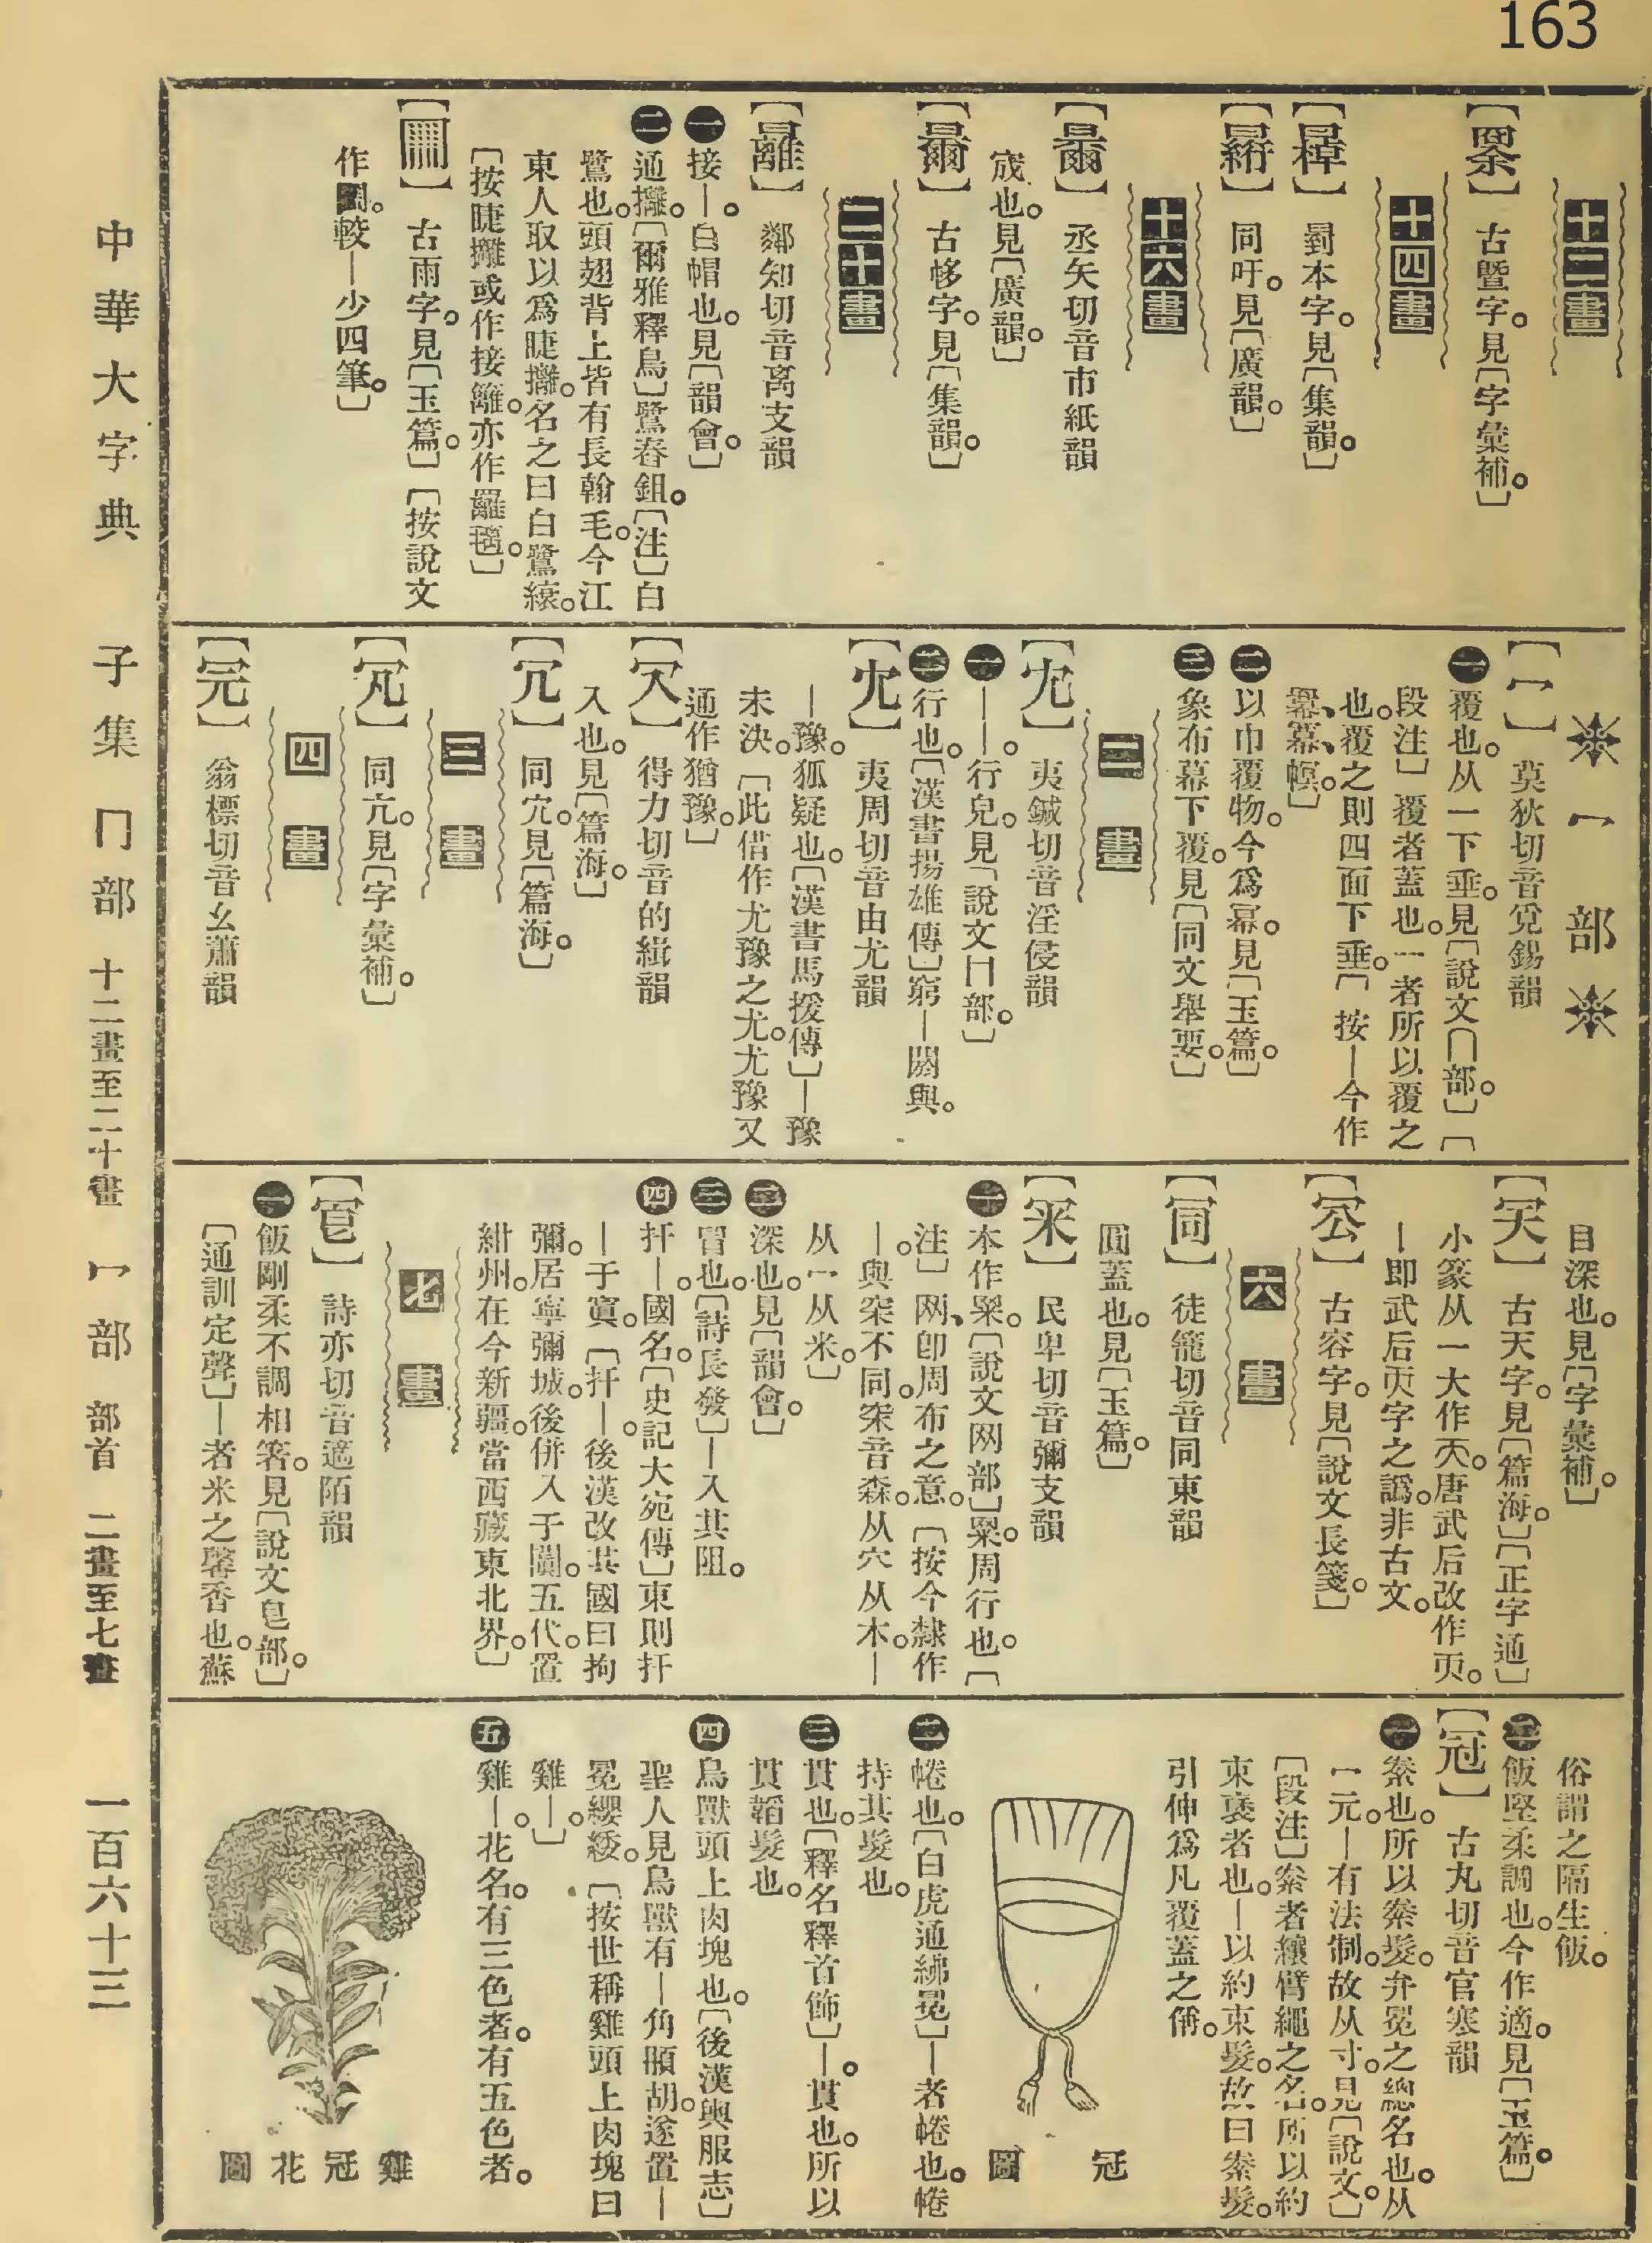 163
十二畫
古曁字。見〔字彙補。〕
十四畫
𠭖本字。見〔集韻。〕
同吁。見〔廣韻。〕
十六畫
丞矢切音市紙韻
宬也。見〔廣韻。〕
古㡅字。見〔集韻。〕
二十畫
鄰知切音离支韻
一 接｜。白帽也。見〔韻會。〕
二 通攡。〔爾雅釋鳥〕鷺舂鉏。〔注〕白
鷺也。頭翅背上皆有長翰毛。今江
東人取以爲睫攡。名之曰白鷺縗。
〔按睫攡或作接籬。亦作
古雨字。見〔玉篇。〕〔按說文
較｜少四筆。〕
冖部
【冖】 莫狄切音覓錫韻
一 覆也。从一下垂。見〔說文冖部。〕〔
段注〕覆者蓋也。一者所以覆之
也。覆之則四面下垂。〔按｜今作
冪、幂、幎。〕
二 以巾覆物。今爲冪。見〔玉篇。〕
三 象布幕下覆。見〔同文舉要。〕
二畫
【冘】 夷鍼切音淫侵韻
一 ｜｜。行皃。見〔說文冂部。〕
二 行也。〔漢書揚雄傳〕窮｜閼與。
夷周切音由尤韻
｜豫。狐疑也。〔漢書馬援傳〕｜豫
未決。〔此借作尤豫之尤。尤豫又
通作猶豫。〕
得力切音的緝韻
入也。見〔篇海。〕
【冗】 同宂。見〔篇海。〕
三畫
同亢。見〔字彙補。〕
四畫
翁標切音幺蕭韻
目深也。見〔字彙補。〕
古天字。見〔篇海。〕〔正字通〕
小篆从一大作兲。唐武后改作
｜即武后 字之譌。非古文。
古容字。見〔說文長箋。〕
六畫
徒籠切音同東韻
圓蓋也。見〔玉篇。〕
【冞】 民卑切音彌支韻
一 本作𥹆。〔說文网部〕𥹆。周行也。〔
注〕网、卽周布之意。〔按今隸作
｜。與罙不同。罙音森。从穴从木。｜
从冖从米。〕
二 深也。見〔韻會。〕
三 冒也。〔詩長發〕｜入其阻。
四 扜｜。國名。〔史記大宛傳〕東則扜
｜于窴。〔扜｜。後漢改其國曰拘
彌。居寧彌城。後併入于闐。五代。置
紺州。在今新疆。當西藏東北界。〕
七畫
詩亦切音適陌韻
一 飯剛柔不調相箸。見〔說文皀部。〕
〔通訓定聲〕｜者米之馨香也。蘇
俗謂之隔生飯。
二 飯堅柔調也。今作適。見〔玉篇。〕
【冠】 古丸切音官寒韻
一 絭也。所以絭髮。弁冕之總名也。从
冖元。｜有法制。故从寸。見〔說文。〕
〔段注〕絭者纕臂繩之名。所以約
束褎者也。｜以約束髮。故曰絭髮。
引伸爲凡覆蓋之偁。
冠圖
二 㡓也。〔白虎通紼冕〕｜者㡓也。㡓
持其髮也。
三 貫也。〔釋名釋首飾〕｜。貫也。所以
貫韜髮也。
四 鳥獸頭上肉塊也。〔後漢輿服志〕
聖人見鳥獸有｜角髵胡。遂置｜
冕纓緌。〔按世稱雞頭上肉塊曰
雞｜。〕
五 雞｜。花名。有三色者。有五色者。
雞冠花圖
中華大字典 子集 冂部 十二畫至二十畫 冖部 部首 二畫至七畫 一百六十三